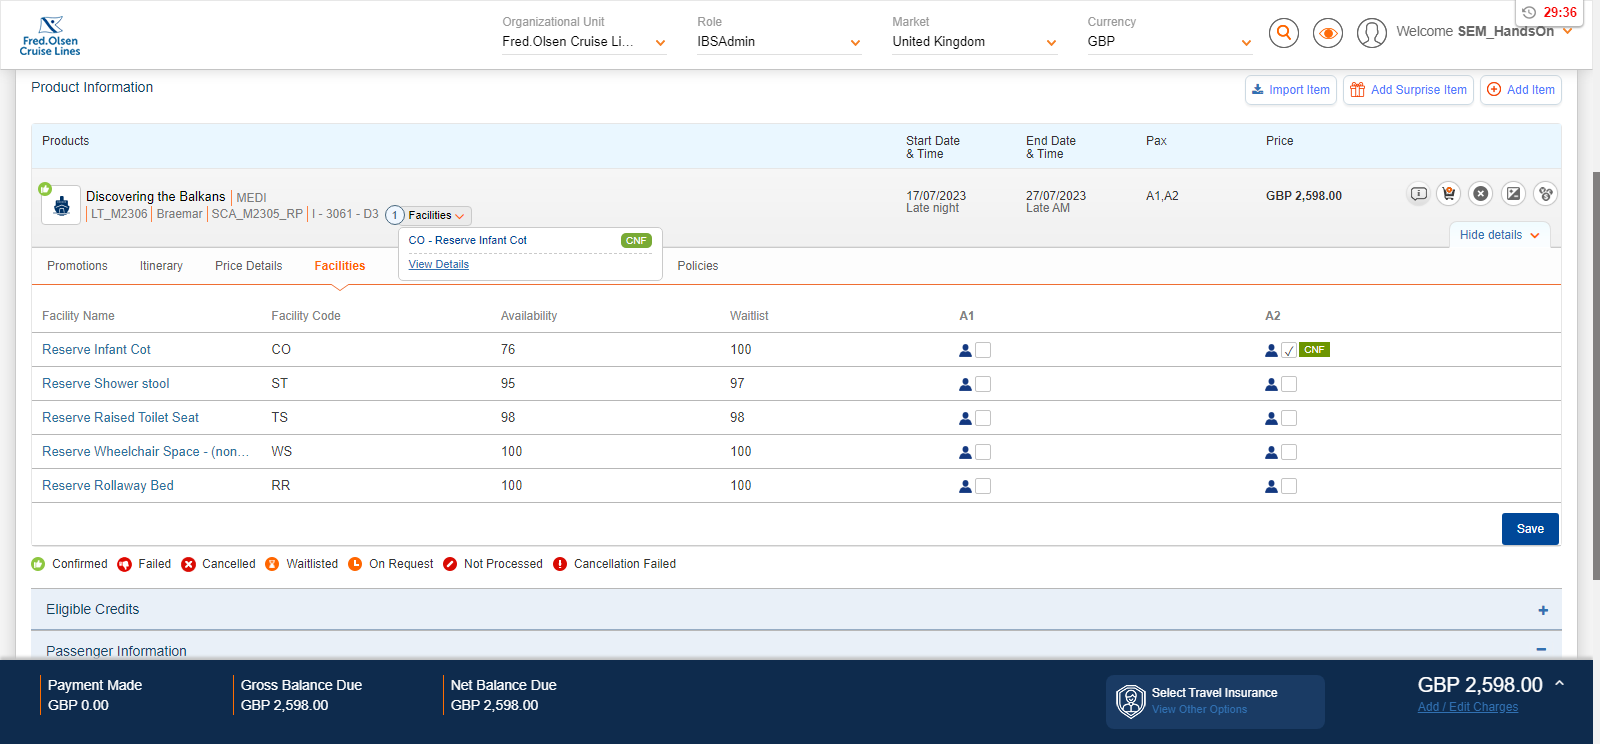 29:36
Fred.Olsen
Cruise Lines
Organizational Unit
Fred.Olsen Cruise Li...
Role
IBSAdmin
Market
United Kingdom
Currency
GBP
Welcome SEM_HandsOn
Product Information
Import Item
Add Surprise Item
Add Item
Products
Start Date
& Time
End Date
& Time
Pax
Price
Discovering the Balkans | MEDI
LT_M2306 | Braemar | SCA_M2305_RP | I - 3061 - D3
1 Facilities
17/07/2023
Late night
27/07/2023
Late AM
A1,A2
GBP 2,598.00
CO - Reserve Infant Cot CNF
View Details
Hide details
Promotions Itinerary Price Details Facilities Policies
Facility Name Facility Code Availability Waitlist A1 A2
Reserve Infant Cot CO 76 100 CNF
Reserve Shower stool ST 95 97
Reserve Raised Toilet Seat TS 98 98
Reserve Wheelchair Space - (non... WS 100 100
Reserve Rollaway Bed RR 100 100
Save
Confirmed Failed Cancelled Waitlisted On Request Not Processed Cancellation Failed
Eligible Credits
Passenger Information
Payment Made
GBP 0.00
Gross Balance Due
GBP 2,598.00
Net Balance Due
GBP 2,598.00
Select Travel Insurance
View Other Options
GBP 2,598.00
Add / Edit Charges